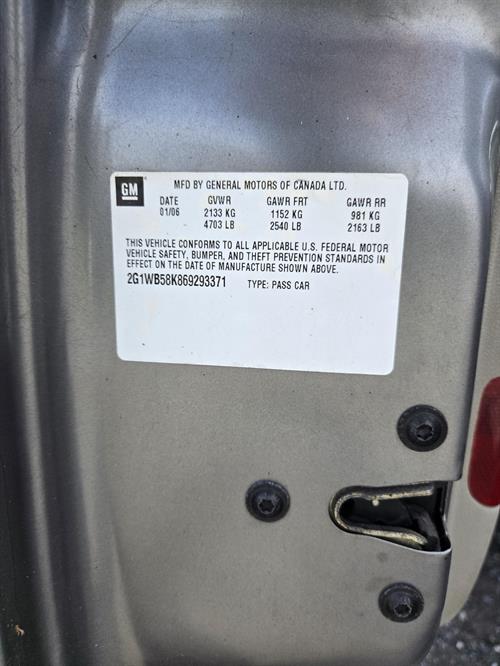 GM
MFD BY GENERAL MOTORS OF CANADA LTD.
DATE GVWR GAWR FRT GAWR RR
01/06 2133 KG 1152 KG 981 KG
4703 LB 2540 LB 2163 LB
THIS VEHICLE CONFORMS TO ALL APPLICABLE U.S. FEDERAL MOTOR
VEHICLE SAFETY, BUMPER, AND THEFT PREVENTION STANDARDS IN
EFFECT ON THE DATE OF MANUFACTURE SHOWN ABOVE.
2G1WB58K869293371 TYPE: PASS CAR